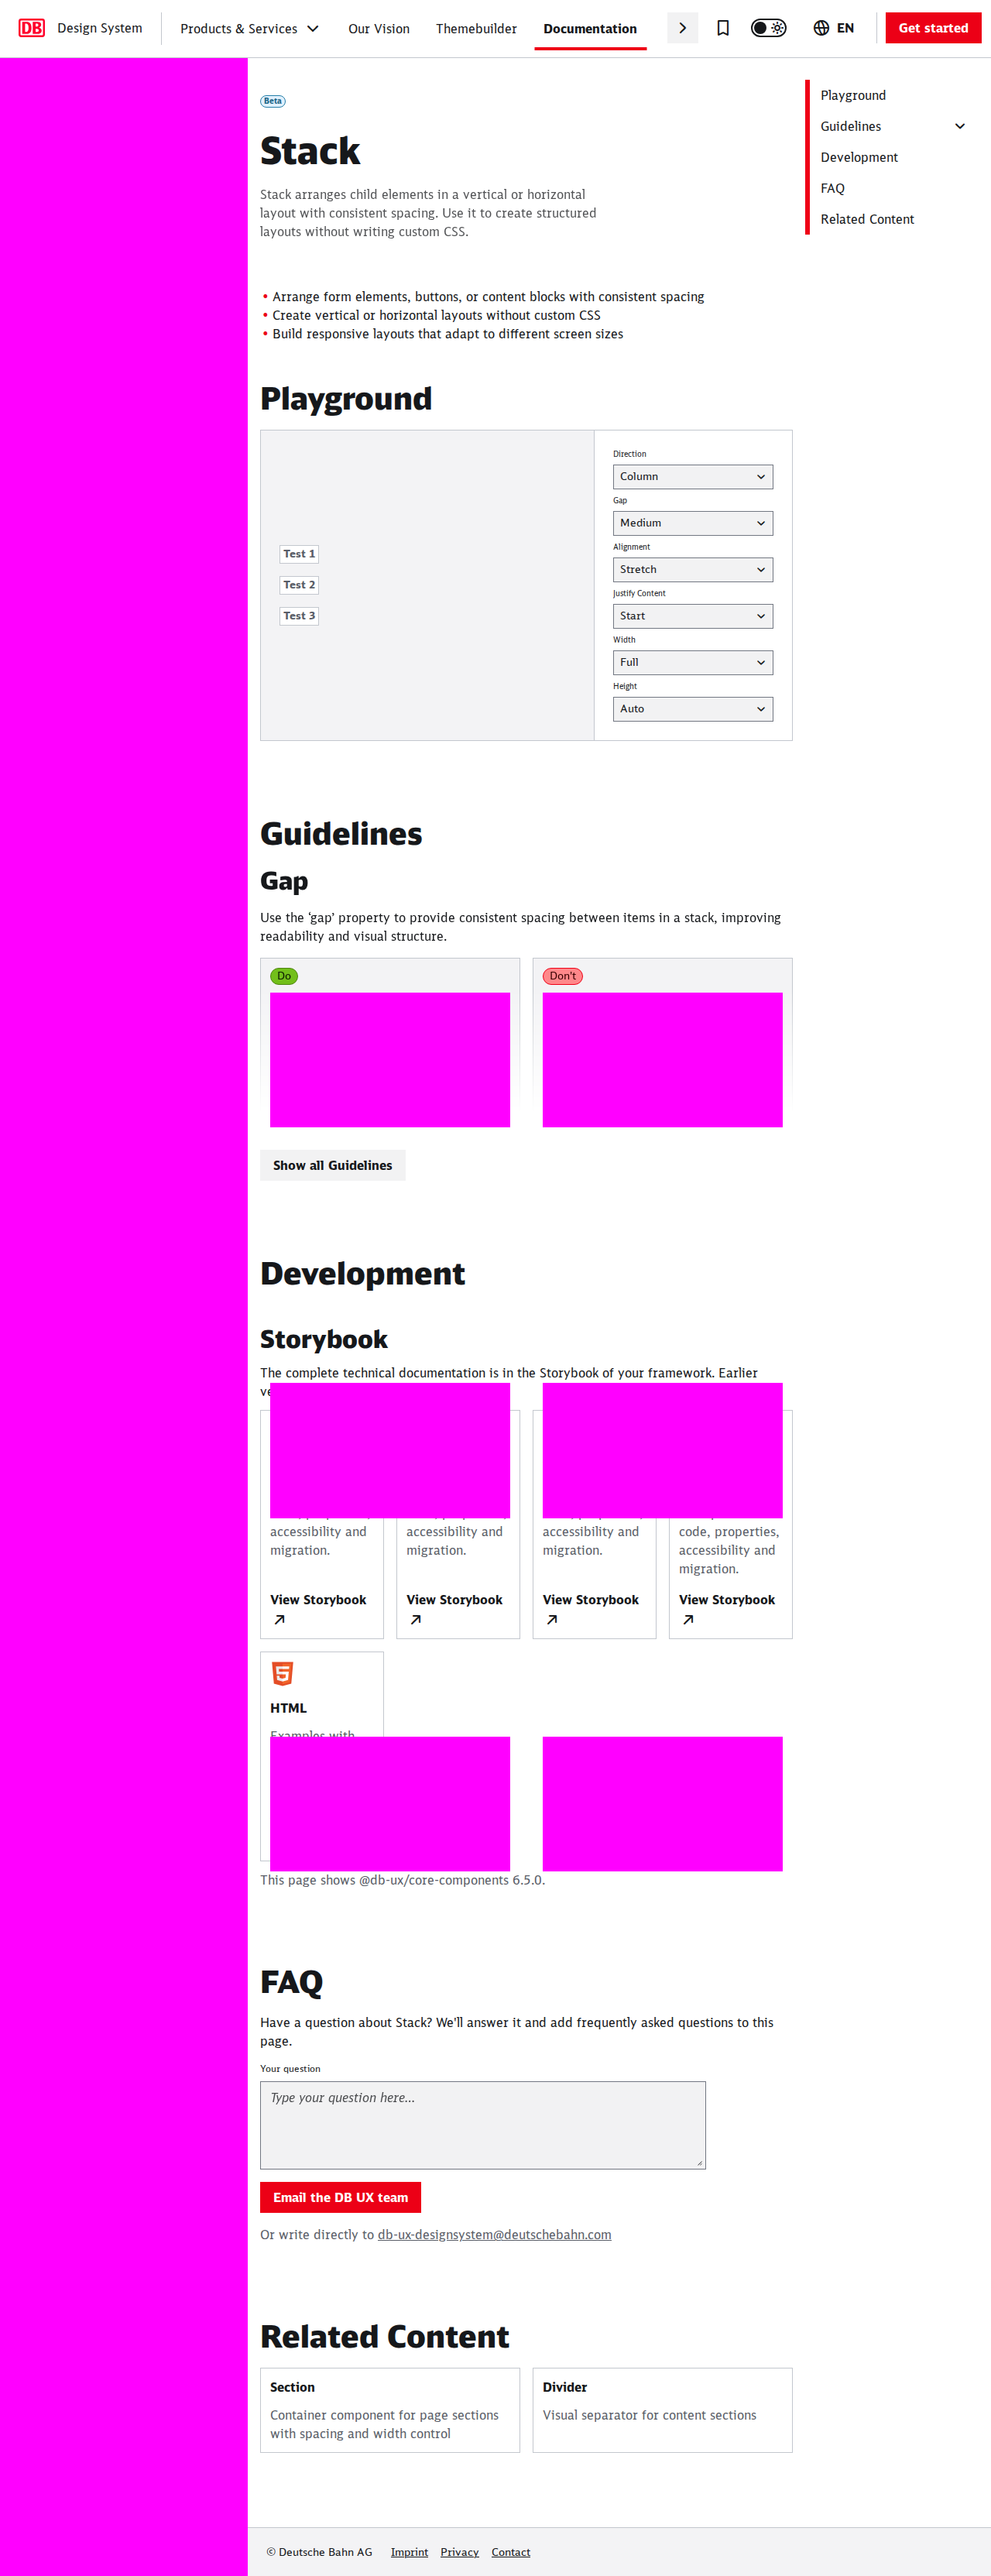 DB Design System Products & Services Our Vision Themebuilder Documentation EN Get started
Beta
Stack
Stack arranges child elements in a vertical or horizontal
layout with consistent spacing. Use it to create structured
layouts without writing custom CSS.
Playground
Guidelines
Development
FAQ
Related Content
• Arrange form elements, buttons, or content blocks with consistent spacing
• Create vertical or horizontal layouts without custom CSS
• Build responsive layouts that adapt to different screen sizes
Playground
Test 1
Test 2
Test 3
Direction
Column
Gap
Medium
Alignment
Stretch
Justify Content
Start
Width
Full
Height
Auto
Guidelines
Gap
Use the ‘gap’ property to provide consistent spacing between items in a stack, improving
readability and visual structure.
Do
Don't
Show all Guidelines
Development
Storybook
The complete technical documentation is in the Storybook of your framework. Earlier
accessibility and
migration.
View Storybook
accessibility and
migration.
View Storybook
accessibility and
migration.
View Storybook
code, properties,
accessibility and
migration.
View Storybook
HTML
Examples with
This page shows @db-ux/core-components 6.5.0.
FAQ
Have a question about Stack? We'll answer it and add frequently asked questions to this
page.
Your question
Type your question here...
Email the DB UX team
Or write directly to db-ux-designsystem@deutschebahn.com
Related Content
Section
Container component for page sections
with spacing and width control
Divider
Visual separator for content sections
© Deutsche Bahn AG Imprint Privacy Contact